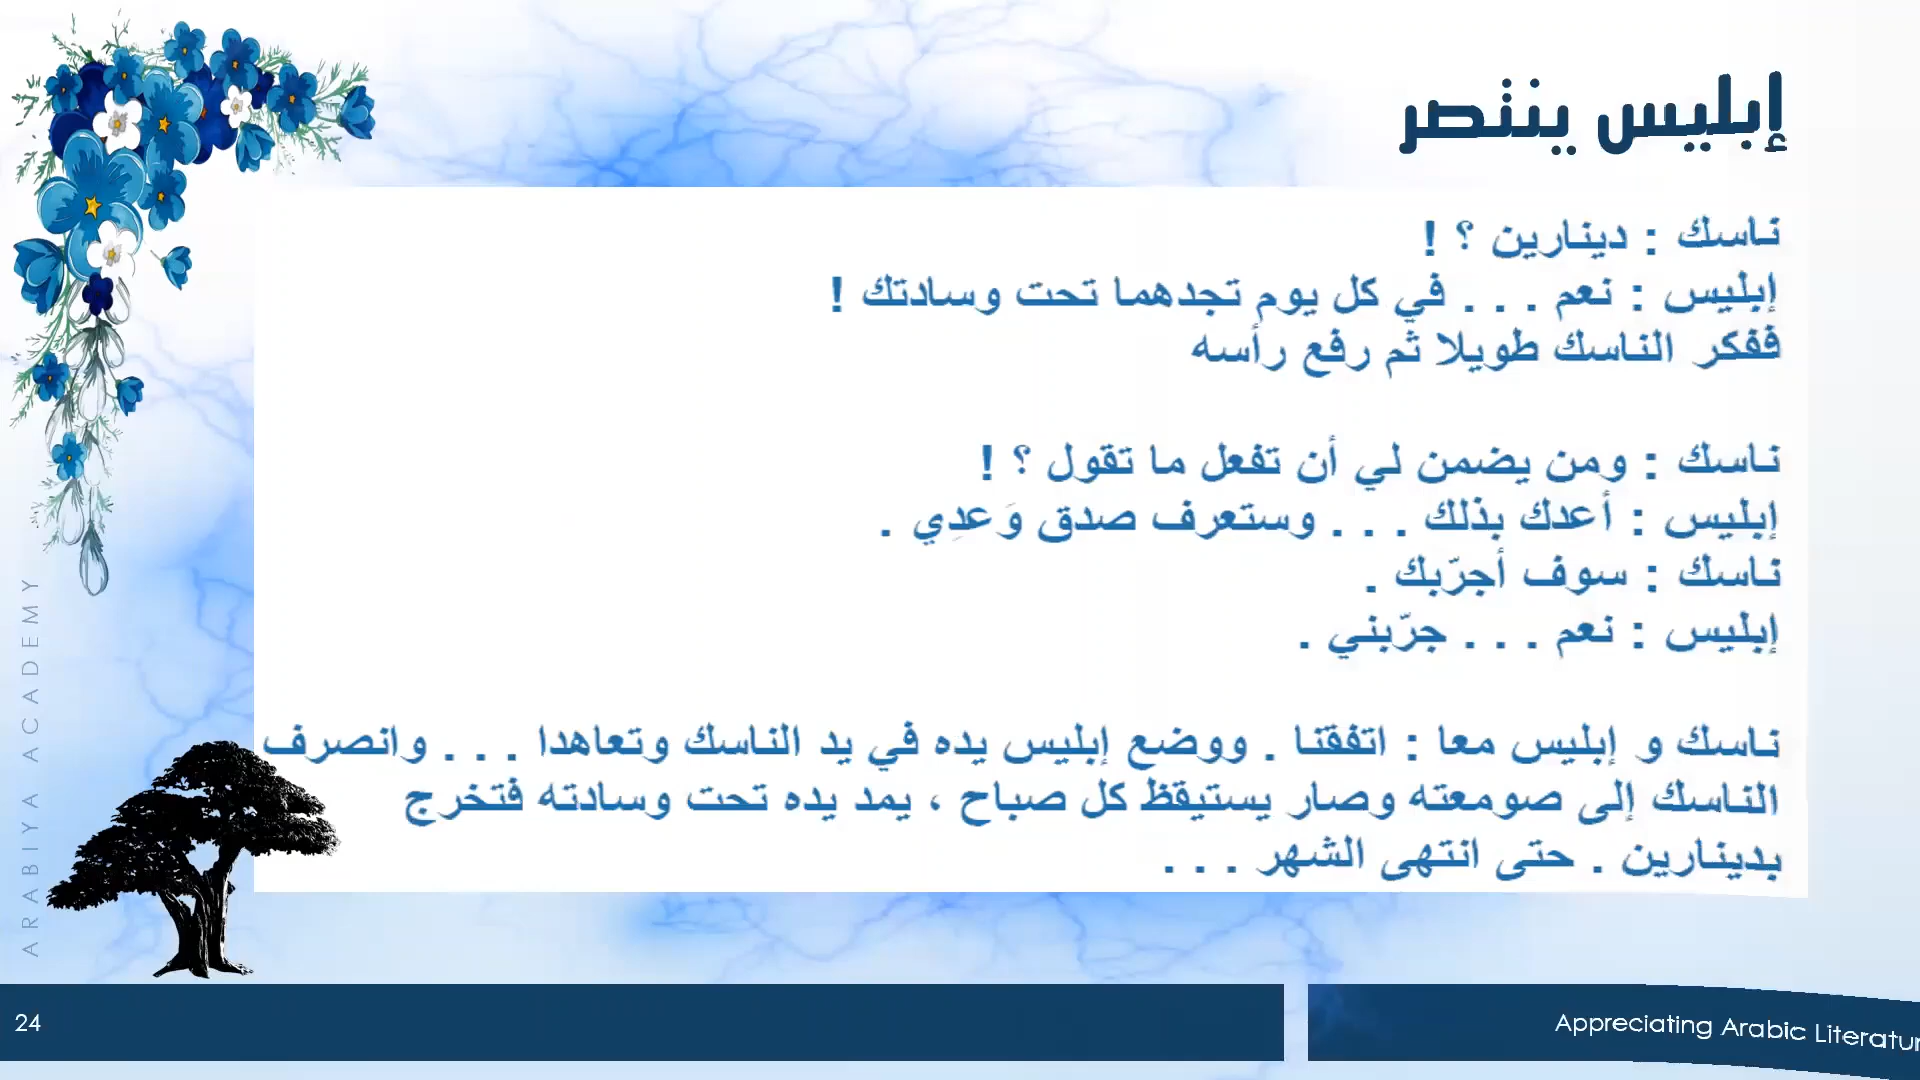 إبليس ينتصر
ناسك : دينارين ؟ !
إبليس : نعم . . . في كل يوم تجدهما تحت وسادتك !
ففكر الناسك طويلا ثم رفع رأسه
ناسك : ومن يضمن لي أن تفعل ما تقول ؟ !
إبليس : أعدك بذلك . . . وستعرف صدق وَعدِي .
ناسك : سوف أجرّبك .
إبليس : نعم . . . جرّبني .
ناسك و إبليس معا : اتفقتنا . ووضع إبليس يده في يد الناسك وتعاهدا . . . وانصرف
الناسك إلى صومعته وصار يستيقظ كل صباح ، يمد يده تحت وسادته فتخرج
بدينارين . حتى انتهى الشهر . . .
ARABIYA ACADEMY
24
Appreciating Arabic Literatur